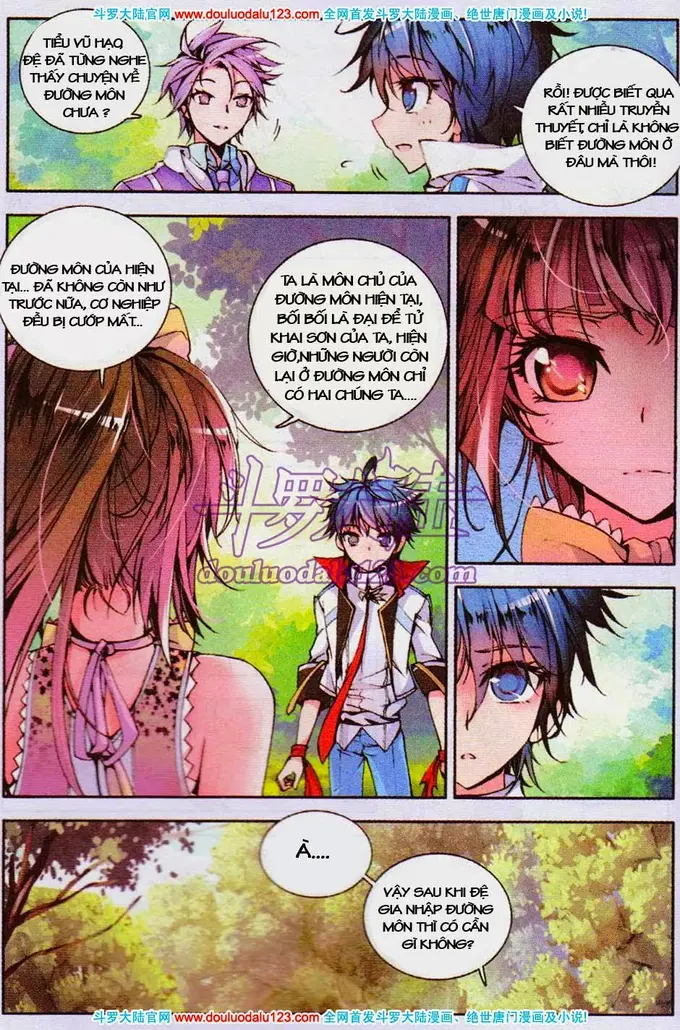 斗罗大陆官网 www.douluodalu123.com 全网首发斗罗大陆漫画、绝世唐门漫画及小说!
TIỂU VŨ HẠO,
ĐỆ ĐÃ TỪNG NGHE
THẤY CHUYỆN VỀ
ĐƯỜNG MÔN
CHƯA ?
RỒI! ĐƯỢC BIẾT QUA
RẤT NHIỀU TRUYỀN
THUYẾT, CHỈ LÀ KHÔNG
BIẾT ĐƯỜNG MÔN Ở
ĐÂU MÀ THÔI!
ĐƯỜNG MÔN CỦA HIỆN
TẠI... ĐÃ KHÔNG CÒN NHƯ
TRƯỚC NỮA, CƠ NGHIỆP
ĐỀU BỊ CƯỚP MẤT...
TA LÀ MÔN CHỦ CỦA
ĐƯỜNG MÔN HIỆN TẠI,
BỐI BỐI LÀ ĐẠI ĐỂ TỬ
KHAI SƠN CỦA TA, HIỆN
GIỜ,NHỮNG NGƯỜI CÒN
LẠI Ở ĐƯỜNG MÔN CHỈ
CÓ HAI CHÚNG TA....
斗罗大陆
douluodalu123.com
À....
VẬY SAU KHI ĐỆ
GIA NHẬP ĐƯỜNG
MÔN THÌ CÓ CẦN
GÌ KHÔNG?
斗罗大陆官网 www.douluodalu123.com 全网首发斗罗大陆漫画、绝世唐门漫画及小说!